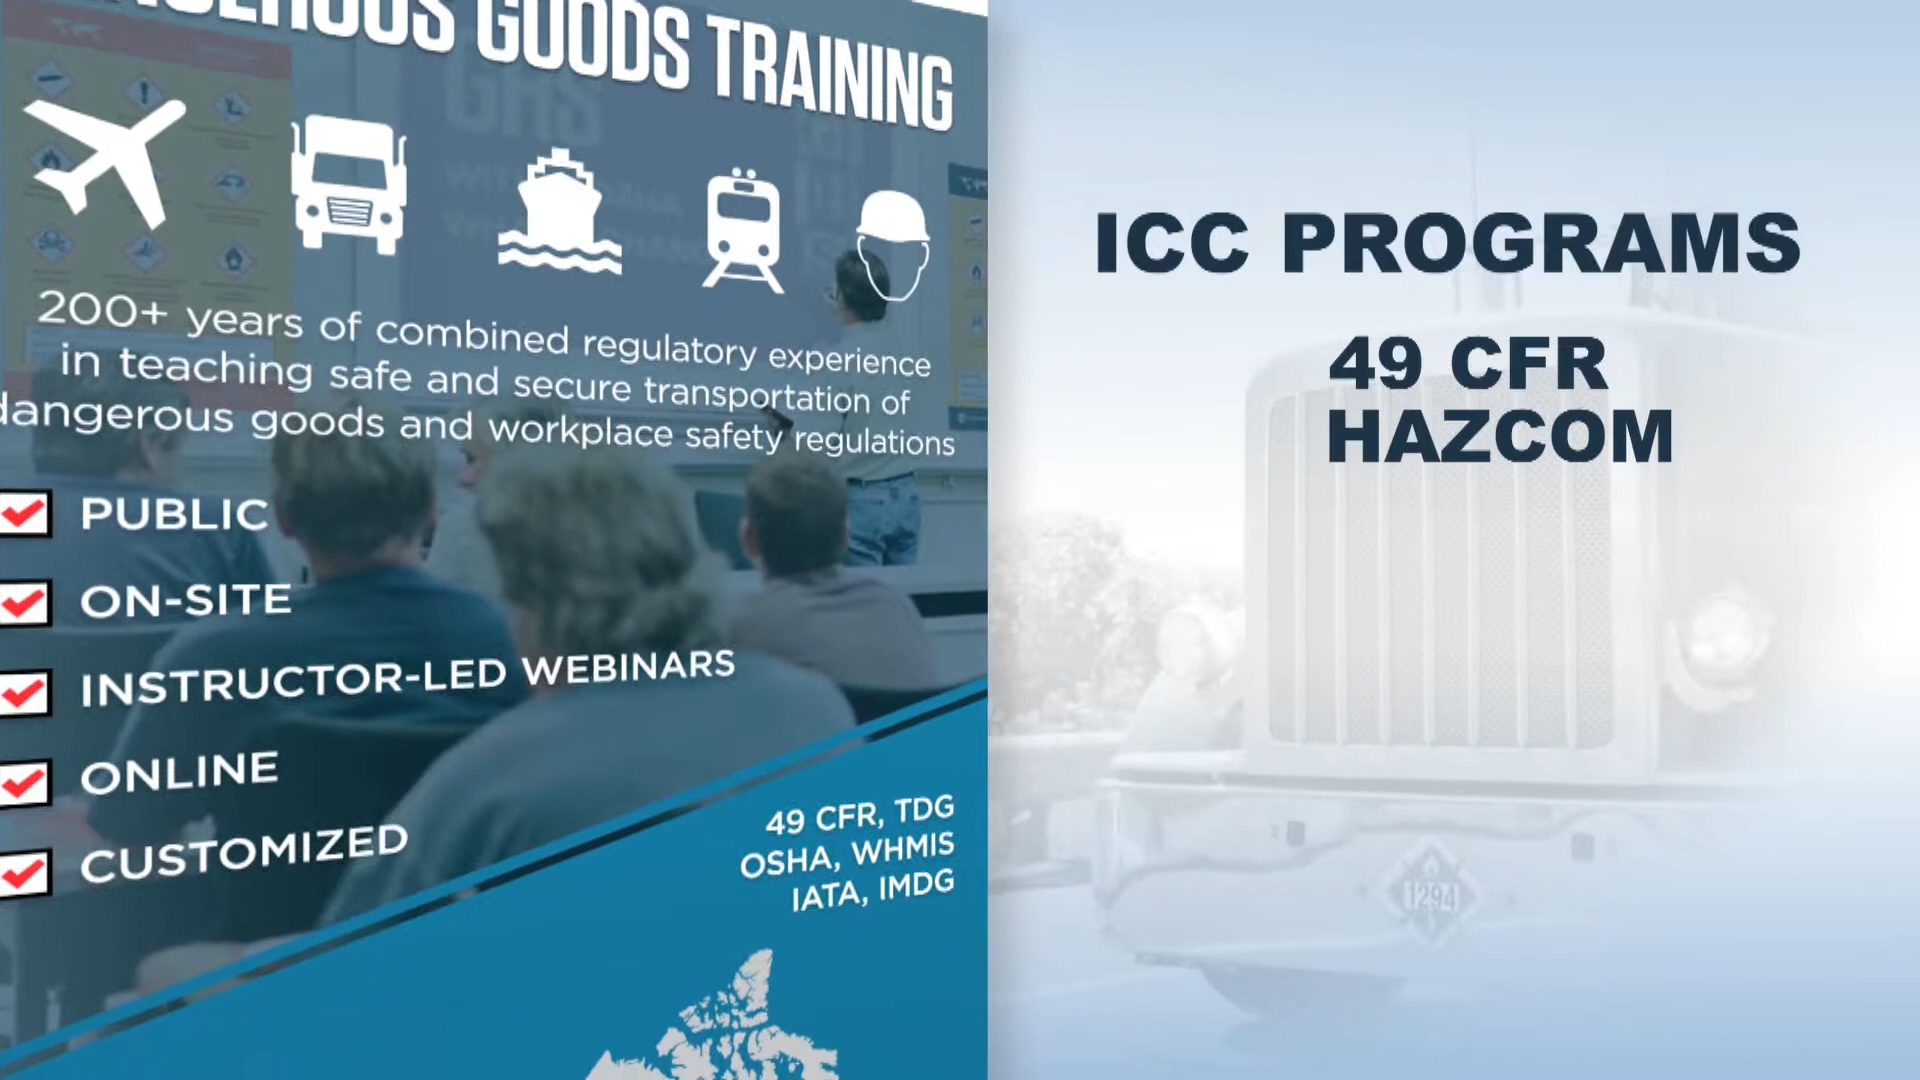 GOODS TRAINING
200+ years of combined regulatory experience
in teaching safe and secure transportation of
dangerous goods and workplace safety regulations
PUBLIC
ON-SITE
INSTRUCTOR-LED WEBINARS
ONLINE
CUSTOMIZED
49 CFR, TDG
OSHA, WHMIS
IATA, IMDG
ICC PROGRAMS
49 CFR
HAZCOM
1294